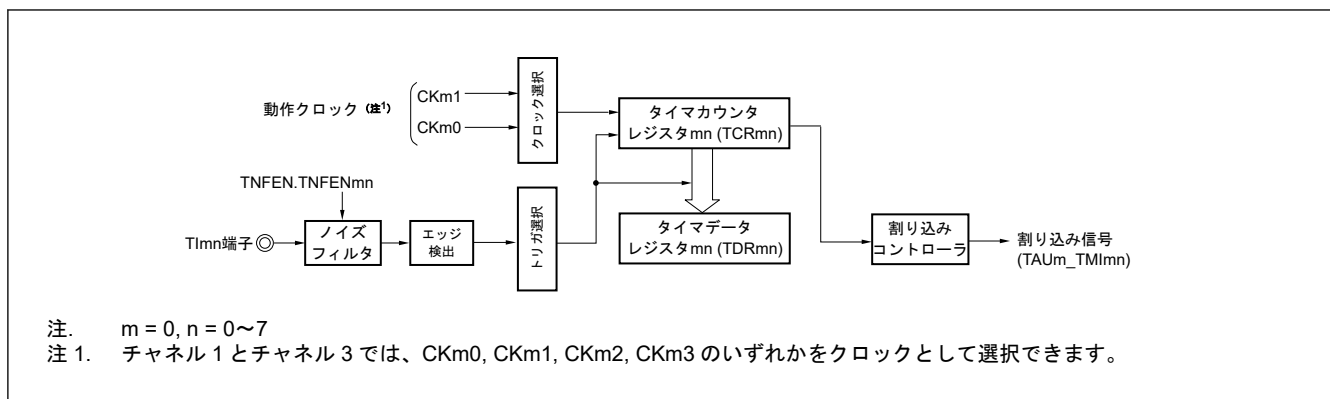 動作クロック (注1)
CKm1
CKm0
クロック選択
タイマカウンタ
レジスタmn (TCRmn)
TNFEN.TNFENmn
TImn端子
ノイズ
フィルタ
エッジ
検出
トリガ選択
タイマデータ
レジスタmn (TDRmn)
割り込み
コントローラ
割り込み信号
(TAUm_TMImn)
注. m = 0, n = 0〜7
注 1. チャネル 1 とチャネル 3 では、CKm0, CKm1, CKm2, CKm3 のいずれかをクロックとして選択できます。